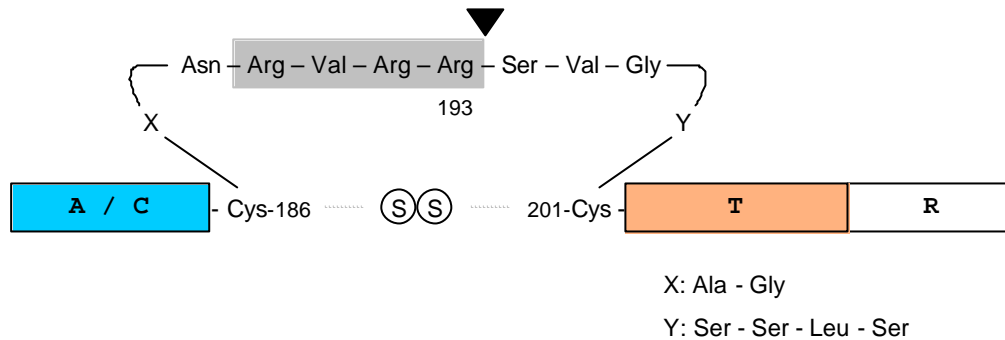 Asn – Arg – Val – Arg – Arg – Ser – Val – Gly
193
X
Y
A / C - Cys-186 S S 201-Cys - T R
X: Ala - Gly
Y: Ser - Ser - Leu - Ser